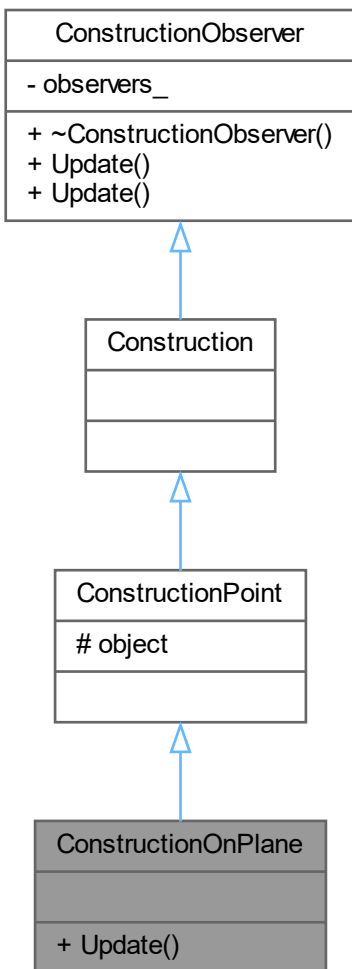 ConstructionObserver
- observers_
+ ~ConstructionObserver()
+ Update()
+ Update()
Construction
ConstructionPoint
# object
ConstructionOnPlane
+ Update()